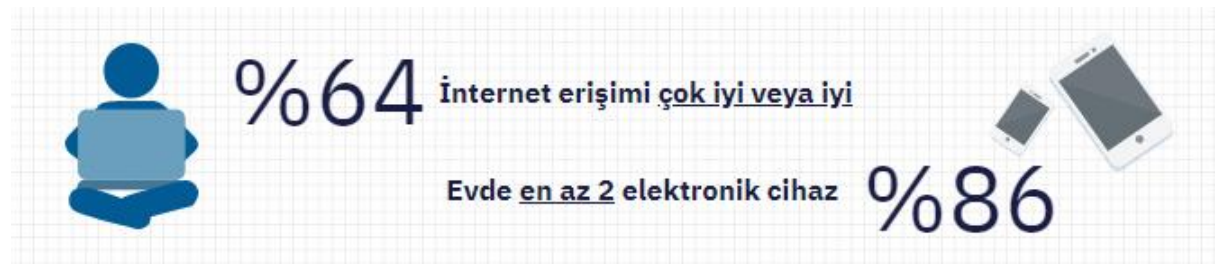 %64 İnternet erişimi çok iyi veya iyi
Evde en az 2 elektronik cihaz %86